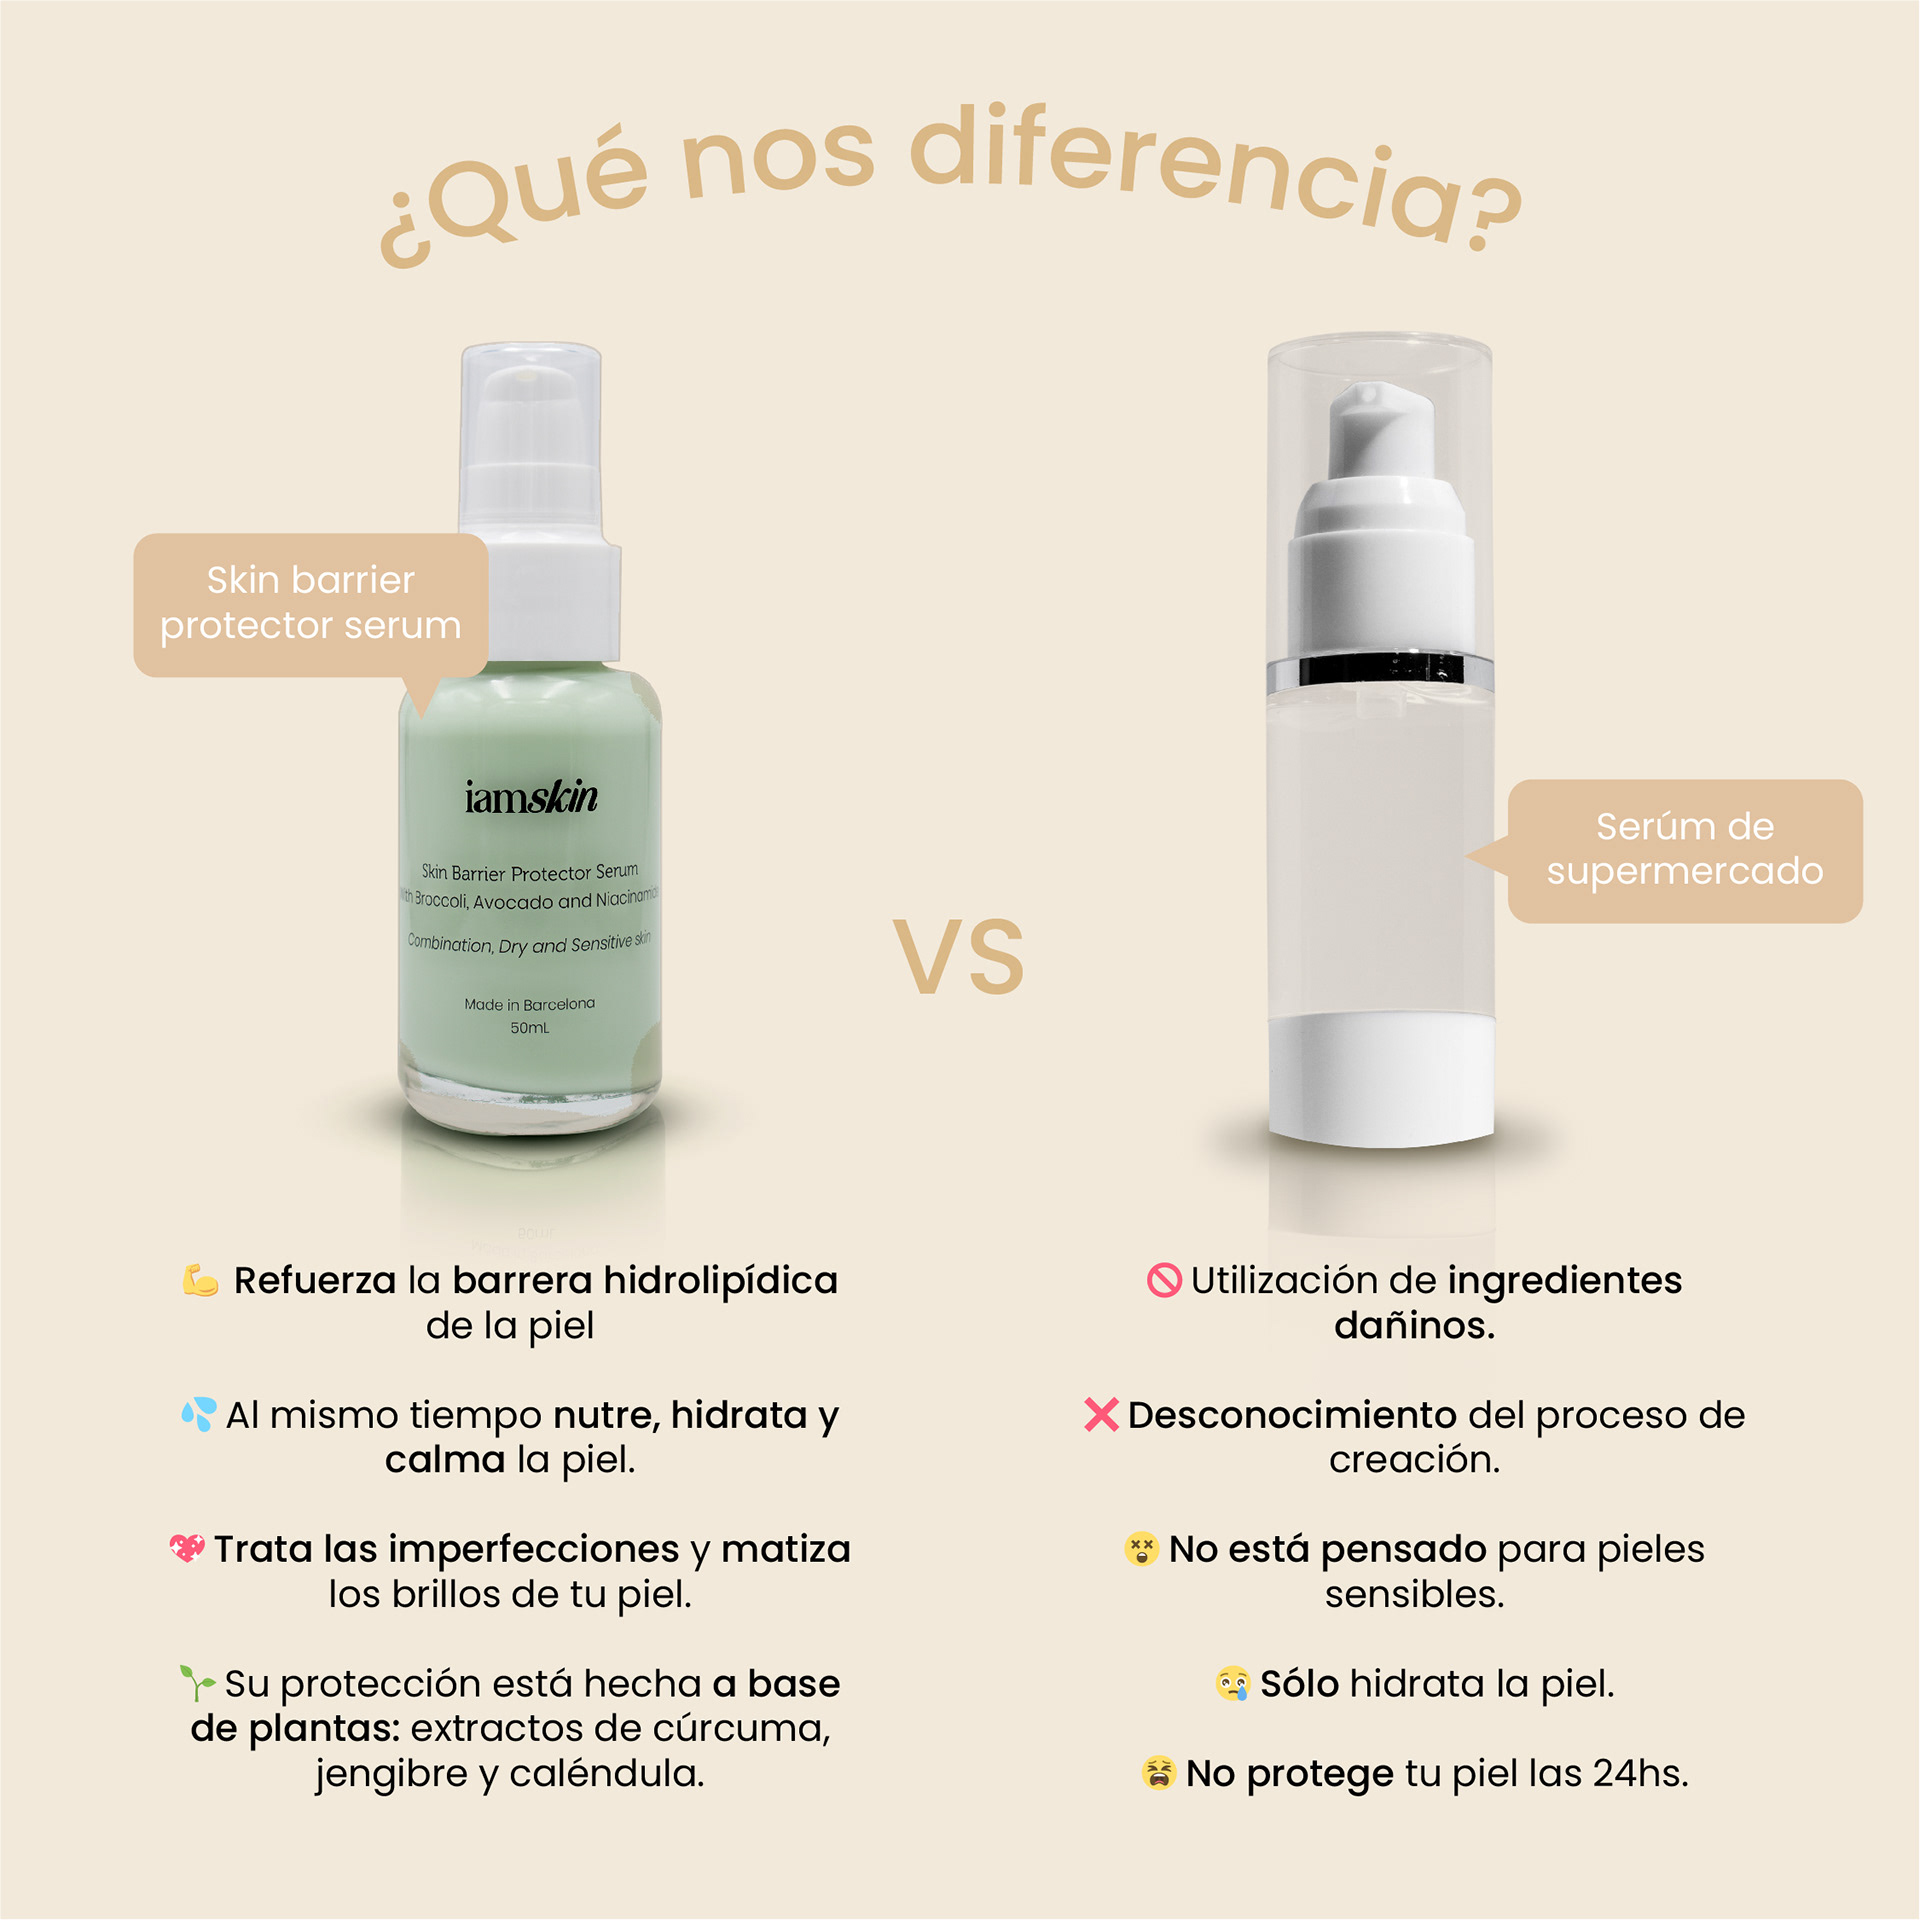 ¿Qué nos diferencia?
Skin barrier
protector serum
iamskin
Skin Barrier Protector Serum
Broccoli, Avocado and
Combination, Dry and Sensitive skin
Made in Barcelona
50mL
VS
Serúm de
supermercado
💪 Refuerza la barrera hidrolipídica
de la piel
💦 Al mismo tiempo nutre, hidrata y
calma la piel.
💖 Trata las imperfecciones y matiza
los brillos de tu piel.
🌱 Su protección está hecha a base
de plantas: extractos de cúrcuma,
jengibre y caléndula.
🚫 Utilización de ingredientes
dañinos.
❌ Desconocimiento del proceso de
creación.
😵 No está pensado para pieles
sensibles.
😢 Sólo hidrata la piel.
😫 No protege tu piel las 24hs.